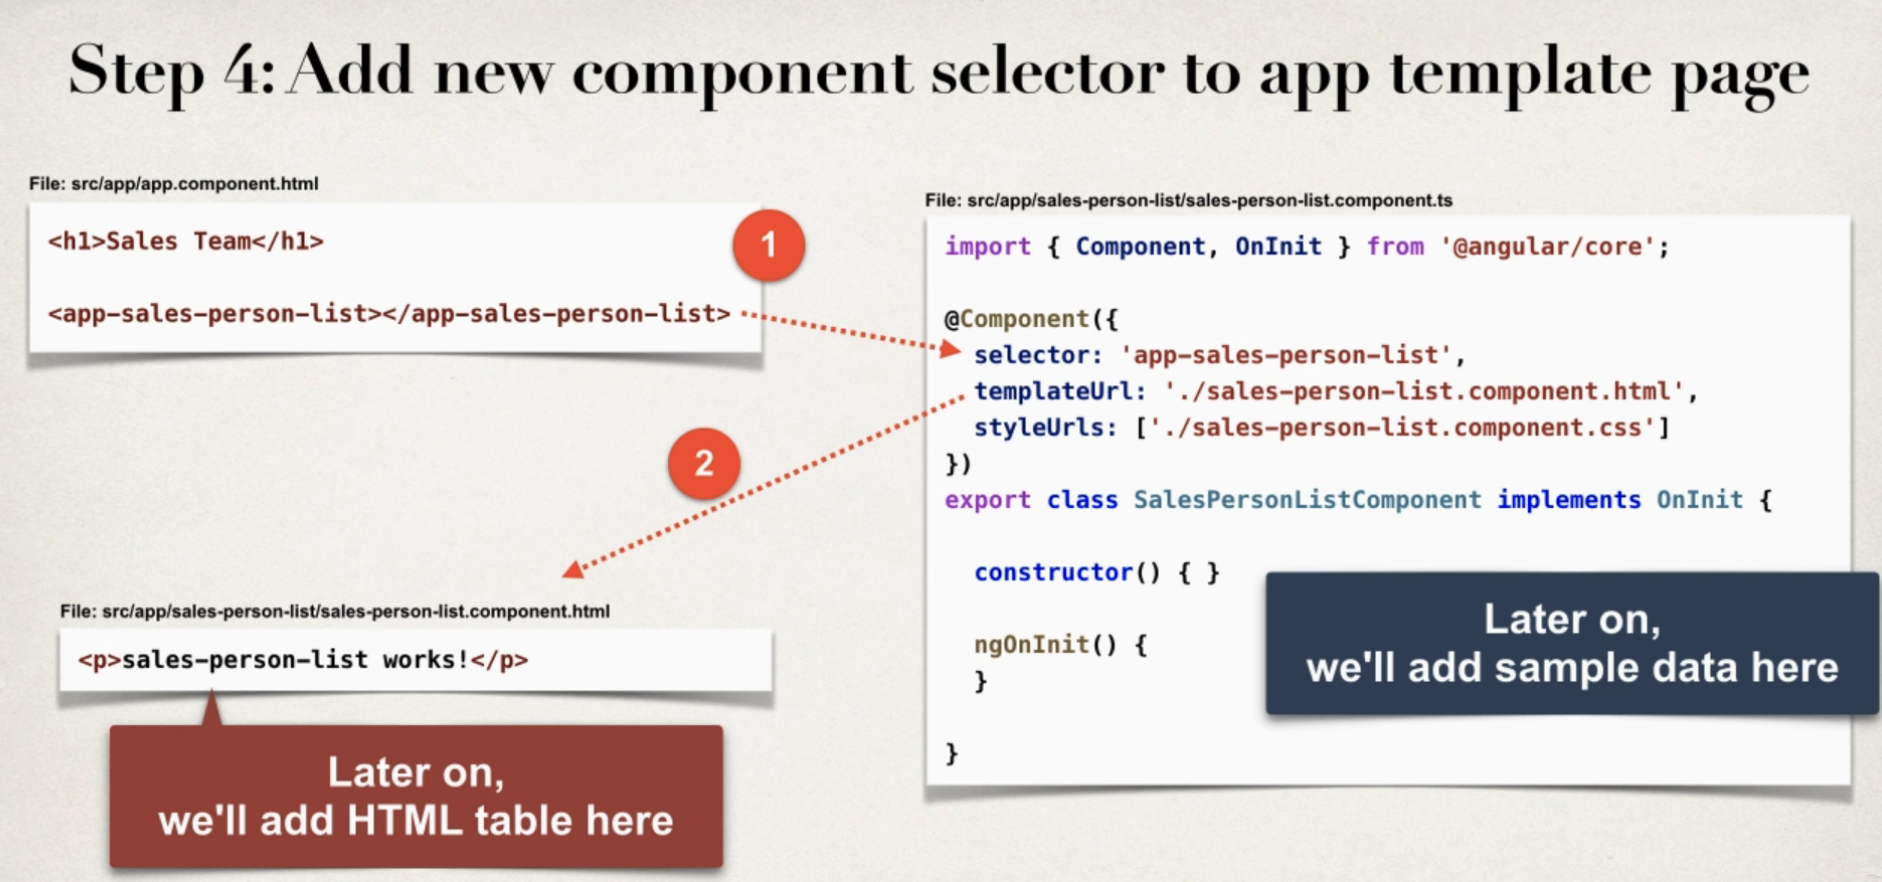 Step 4: Add new component selector to app template page
File: src/app/app.component.html
<h1>Sales Team</h1>
<app-sales-person-list></app-sales-person-list>
1
File: src/app/sales-person-list/sales-person-list.component.ts
import { Component, OnInit } from '@angular/core';
@Component({
selector: 'app-sales-person-list',
templateUrl: './sales-person-list.component.html',
styleUrls: ['./sales-person-list.component.css']
})
export class SalesPersonListComponent implements OnInit {
constructor() { }
ngOnInit() {
}
}
Later on,
we'll add sample data here
2
File: src/app/sales-person-list/sales-person-list.component.html
<p>sales-person-list works!</p>
Later on,
we'll add HTML table here